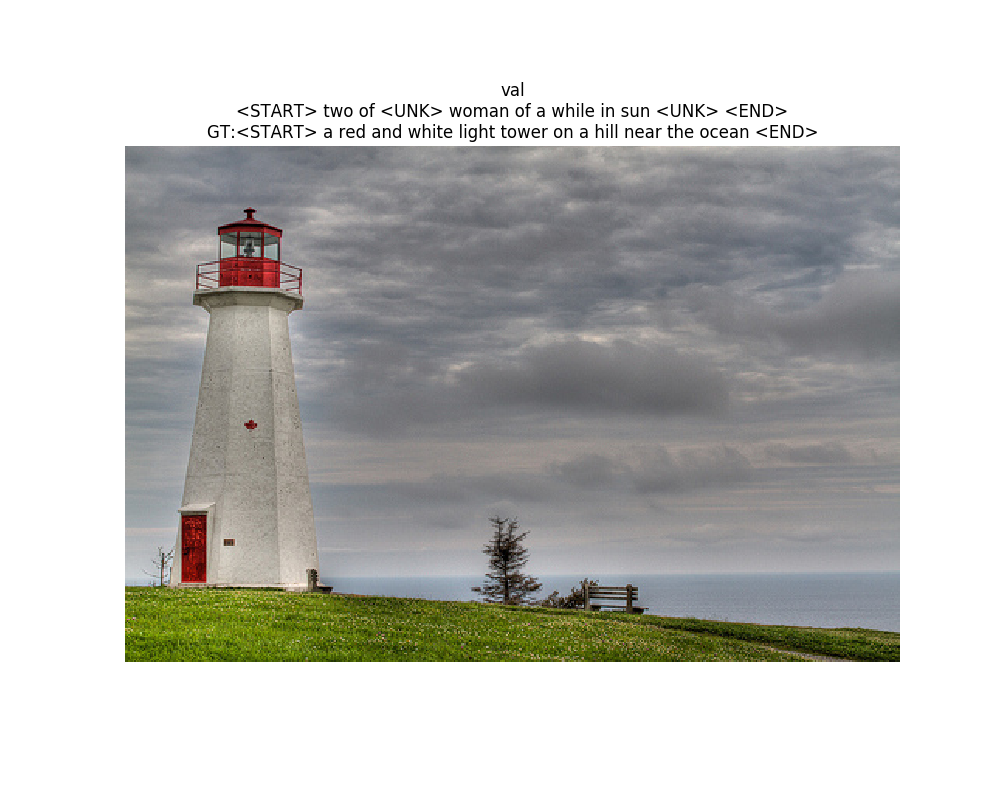 val
<START> two of <UNK> woman of a while in sun <UNK> <END>
GT:<START> a red and white light tower on a hill near the ocean <END>